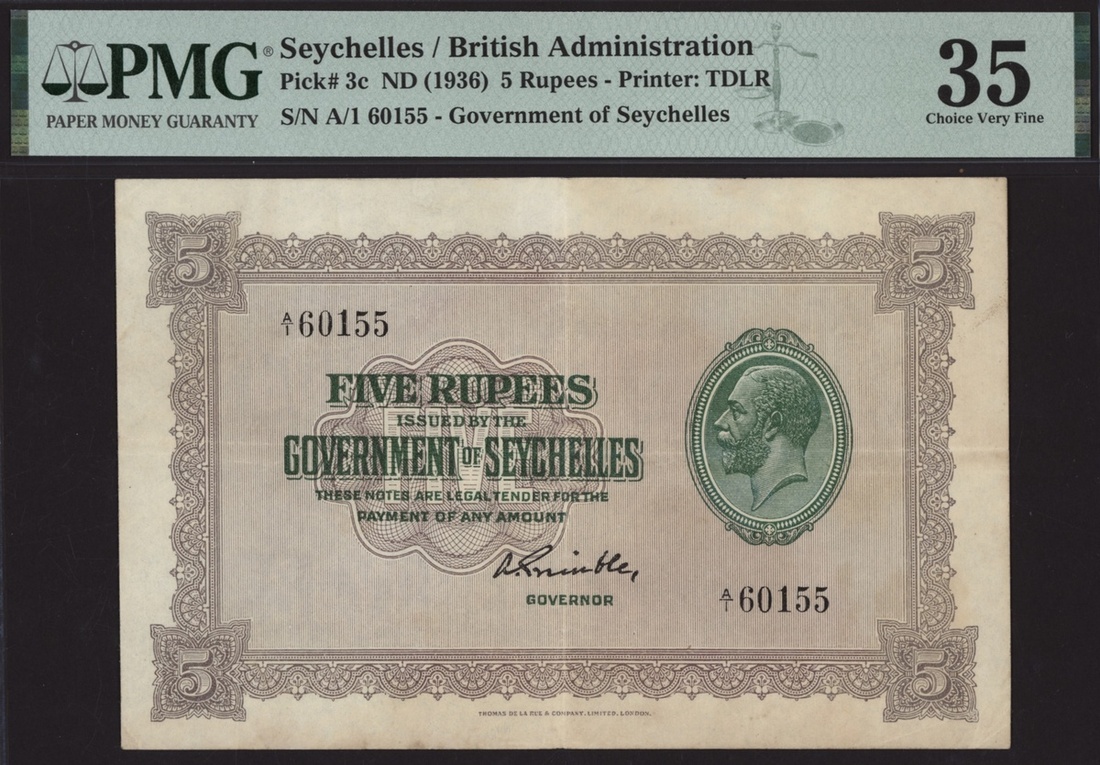 PMG® Seychelles / British Administration
Pick# 3c ND (1936) 5 Rupees - Printer: TDLR
PAPER MONEY GUARANTY S/N A/1 60155 - Government of Seychelles
35
Choice Very Fine
5 5
A/1 60155
FIVE RUPEES
ISSUED BY THE
GOVERNMENT OF SEYCHELLES
FIVE
THESE NOTES ARE LEGAL TENDER FOR THE
PAYMENT OF ANY AMOUNT
GOVERNOR
A/1 60155
5 5
THOMAS DE LA RUE & COMPANY, LIMITED, LONDON.